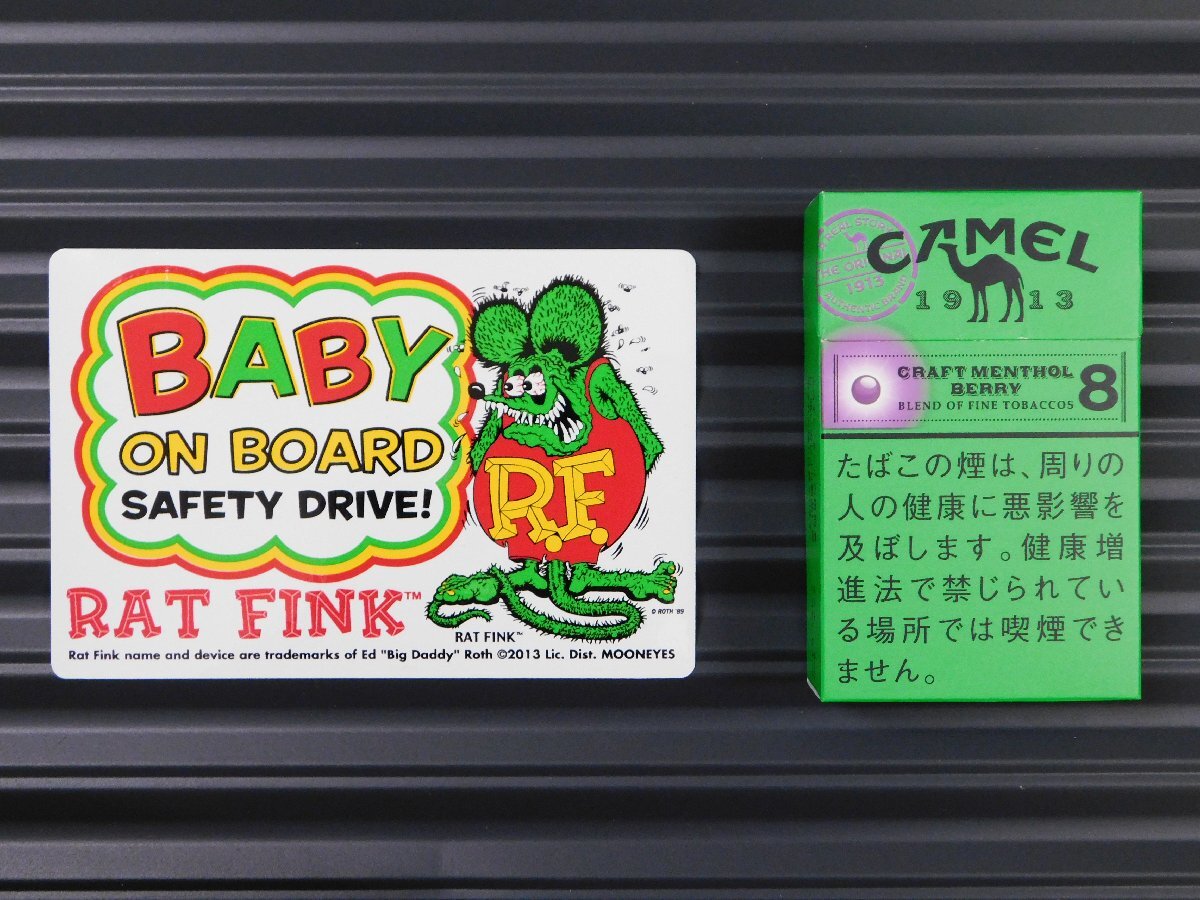 BABY
ON BOARD
SAFETY DRIVE!
R.F.
RAT FINK™
© ROTH '89
RAT FINK™
Rat Fink name and device are trademarks of Ed "Big Daddy" Roth ©2013 Lic. Dist. MOONEYES
CAMEL
1913
THE ORIGINAL
1913
CRAFT MENTHOL
BERRY
BLEND OF FINE TOBACCOS
8
たばこの煙は、周りの
人の健康に悪影響を
及ぼします。健康増
進法で禁じられてい
る場所では喫煙でき
ません。